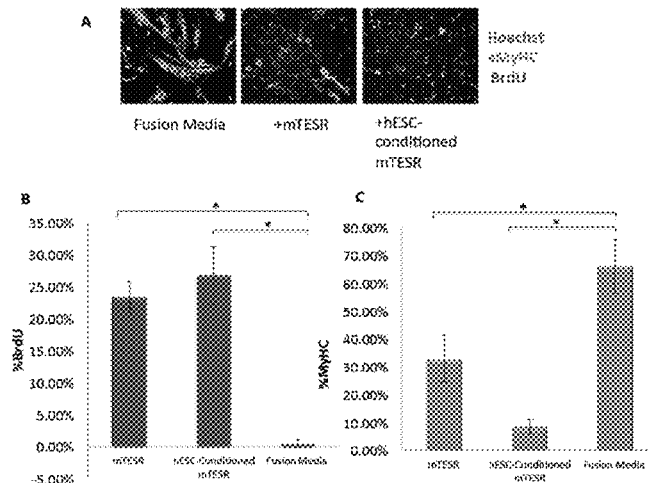 A
Hoechst
eMyHC
BrdU
Fusion Media
+mTESR
+hESC-
conditioned
mTESR
B
*
*
35.00%
30.00%
25.00%
20.00%
15.00%
10.00%
5.00%
0.00%
-5.00%
%BrdU
mTESR
hESC-Conditioned
mTESR
Fusion Media
C
*
*
80.00%
70.00%
60.00%
50.00%
40.00%
30.00%
20.00%
10.00%
0.00%
%MyHC
mTESR
hESC-Conditioned
mTESR
Fusion Media